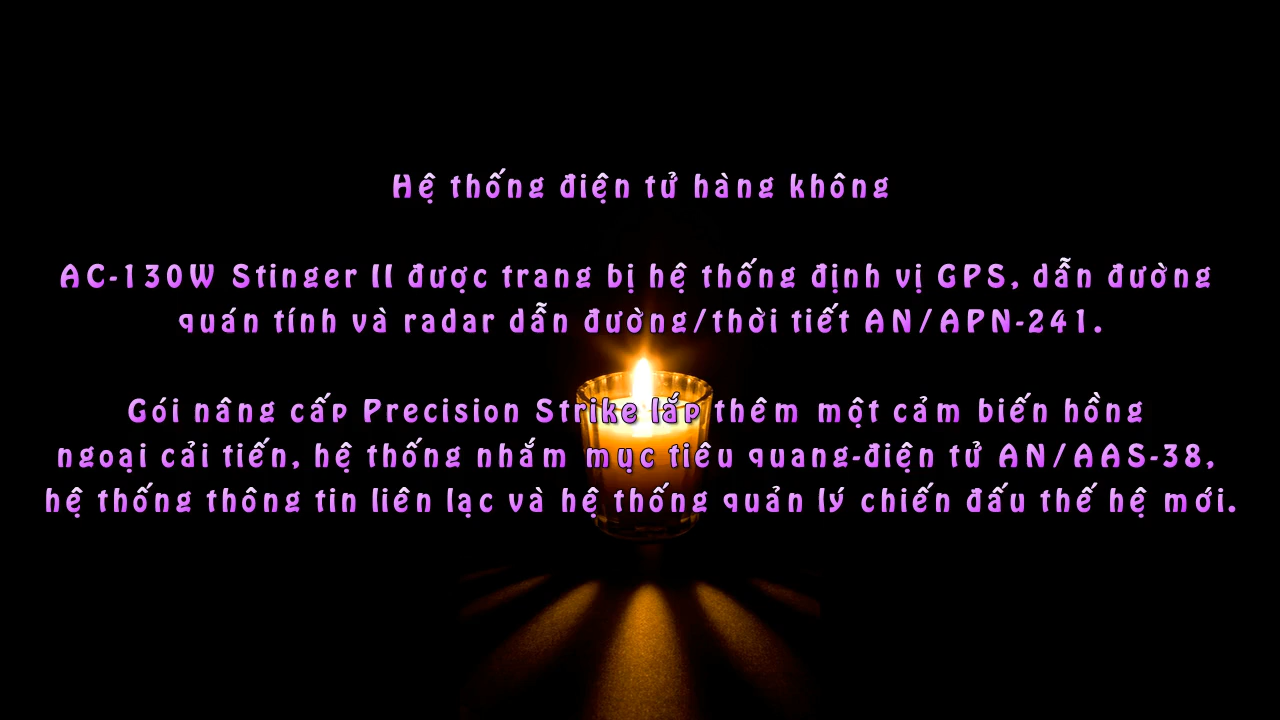 Hệ thống điện tử hàng không
AC-130W Stinger II được trang bị hệ thống định vị GPS, dẫn đường
quán tính và radar dẫn đường/thời tiết AN/APN-241.
Gói nâng cấp Precision Strike lắp thêm một cảm biến hồng
ngoại cải tiến, hệ thống nhắm mục tiêu quang-điện tử AN/AAS-38,
hệ thống thông tin liên lạc và hệ thống quản lý chiến đấu thế hệ mới.